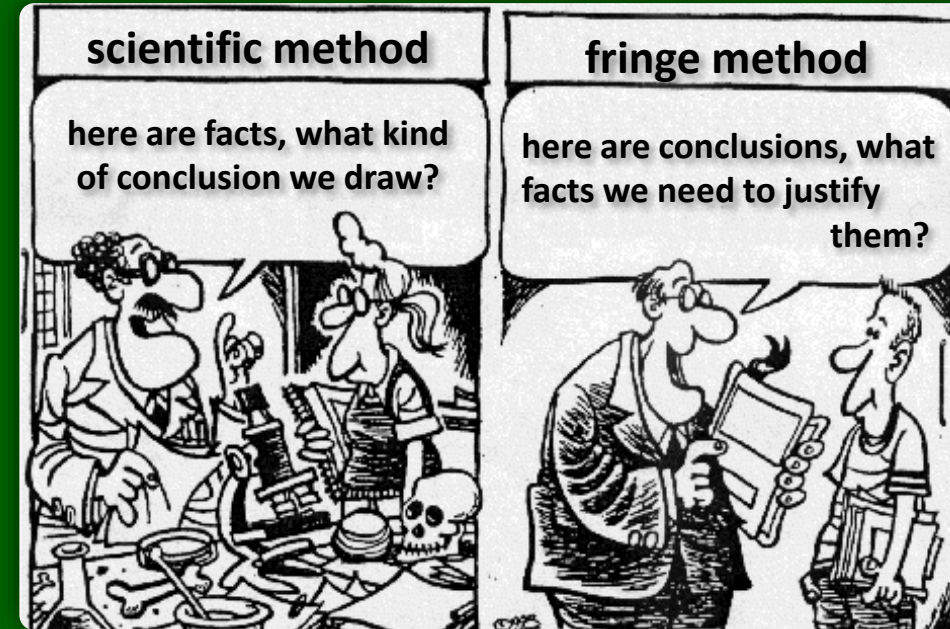 scientific method
here are facts, what kind
of conclusion we draw?
fringe method
here are conclusions, what
facts we need to justify
them?